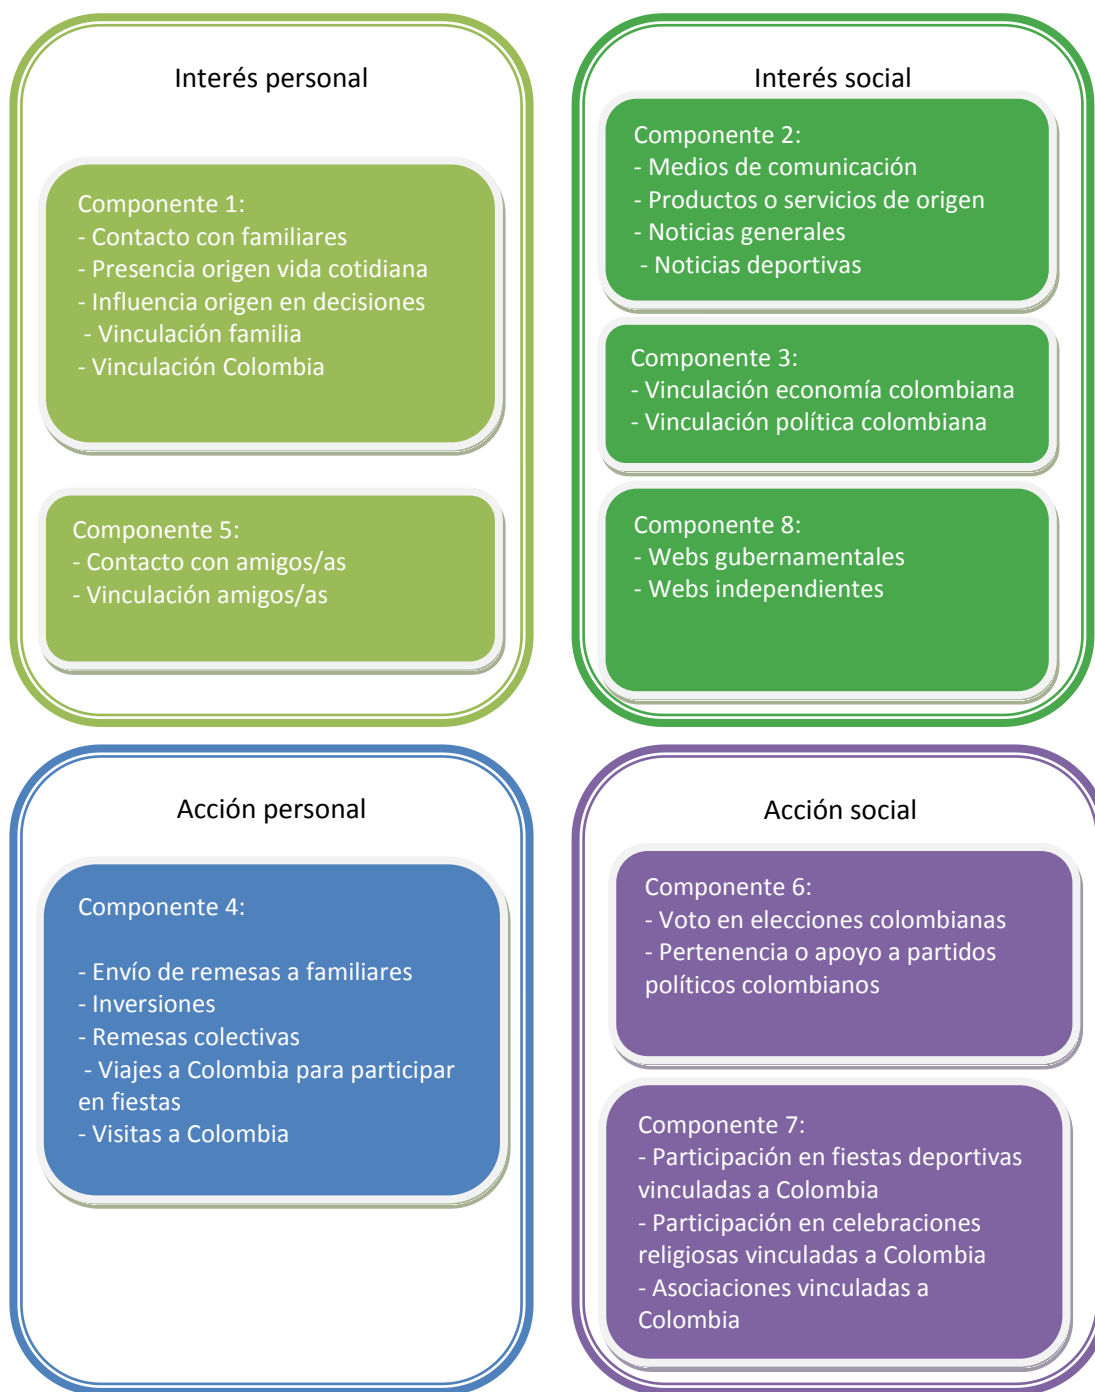 Interés personal
Componente 1:
- Contacto con familiares
- Presencia origen vida cotidiana
- Influencia origen en decisiones
- Vinculación familia
- Vinculación Colombia
Componente 5:
- Contacto con amigos/as
- Vinculación amigos/as
Interés social
Componente 2:
- Medios de comunicación
- Productos o servicios de origen
- Noticias generales
- Noticias deportivas
Componente 3:
- Vinculación economía colombiana
- Vinculación política colombiana
Componente 8:
- Webs gubernamentales
- Webs independientes
Acción personal
Componente 4:
- Envío de remesas a familiares
- Inversiones
- Remesas colectivas
- Viajes a Colombia para participar
en fiestas
- Visitas a Colombia
Acción social
Componente 6:
- Voto en elecciones colombianas
- Pertenencia o apoyo a partidos
políticos colombianos
Componente 7:
- Participación en fiestas deportivas
vinculadas a Colombia
- Participación en celebraciones
religiosas vinculadas a Colombia
- Asociaciones vinculadas a
Colombia